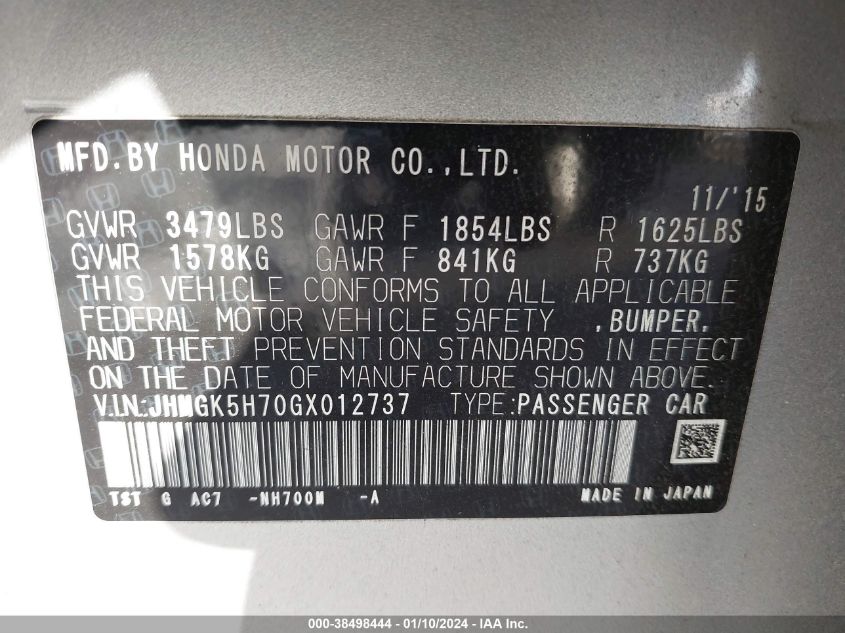 MFD. BY HONDA MOTOR CO.,LTD.
11/'15
GVWR 3479LBS GAWR F 1854LBS R 1625LBS
GVWR 1578KG GAWR F 841KG R 737KG
THIS VEHICLE CONFORMS TO ALL APPLICABLE
FEDERAL MOTOR VEHICLE SAFETY ,BUMPER,
AND THEFT PREVENTION STANDARDS IN EFFECT
ON THE DATE OF MANUFACTURE SHOWN ABOVE.
V.I.N.:JHMGK5H70GX012737 TYPE:PASSENGER CAR
TST G AC7 -NH700M -A MADE IN JAPAN
000-38498444 - 01/10/2024 - IAA Inc.